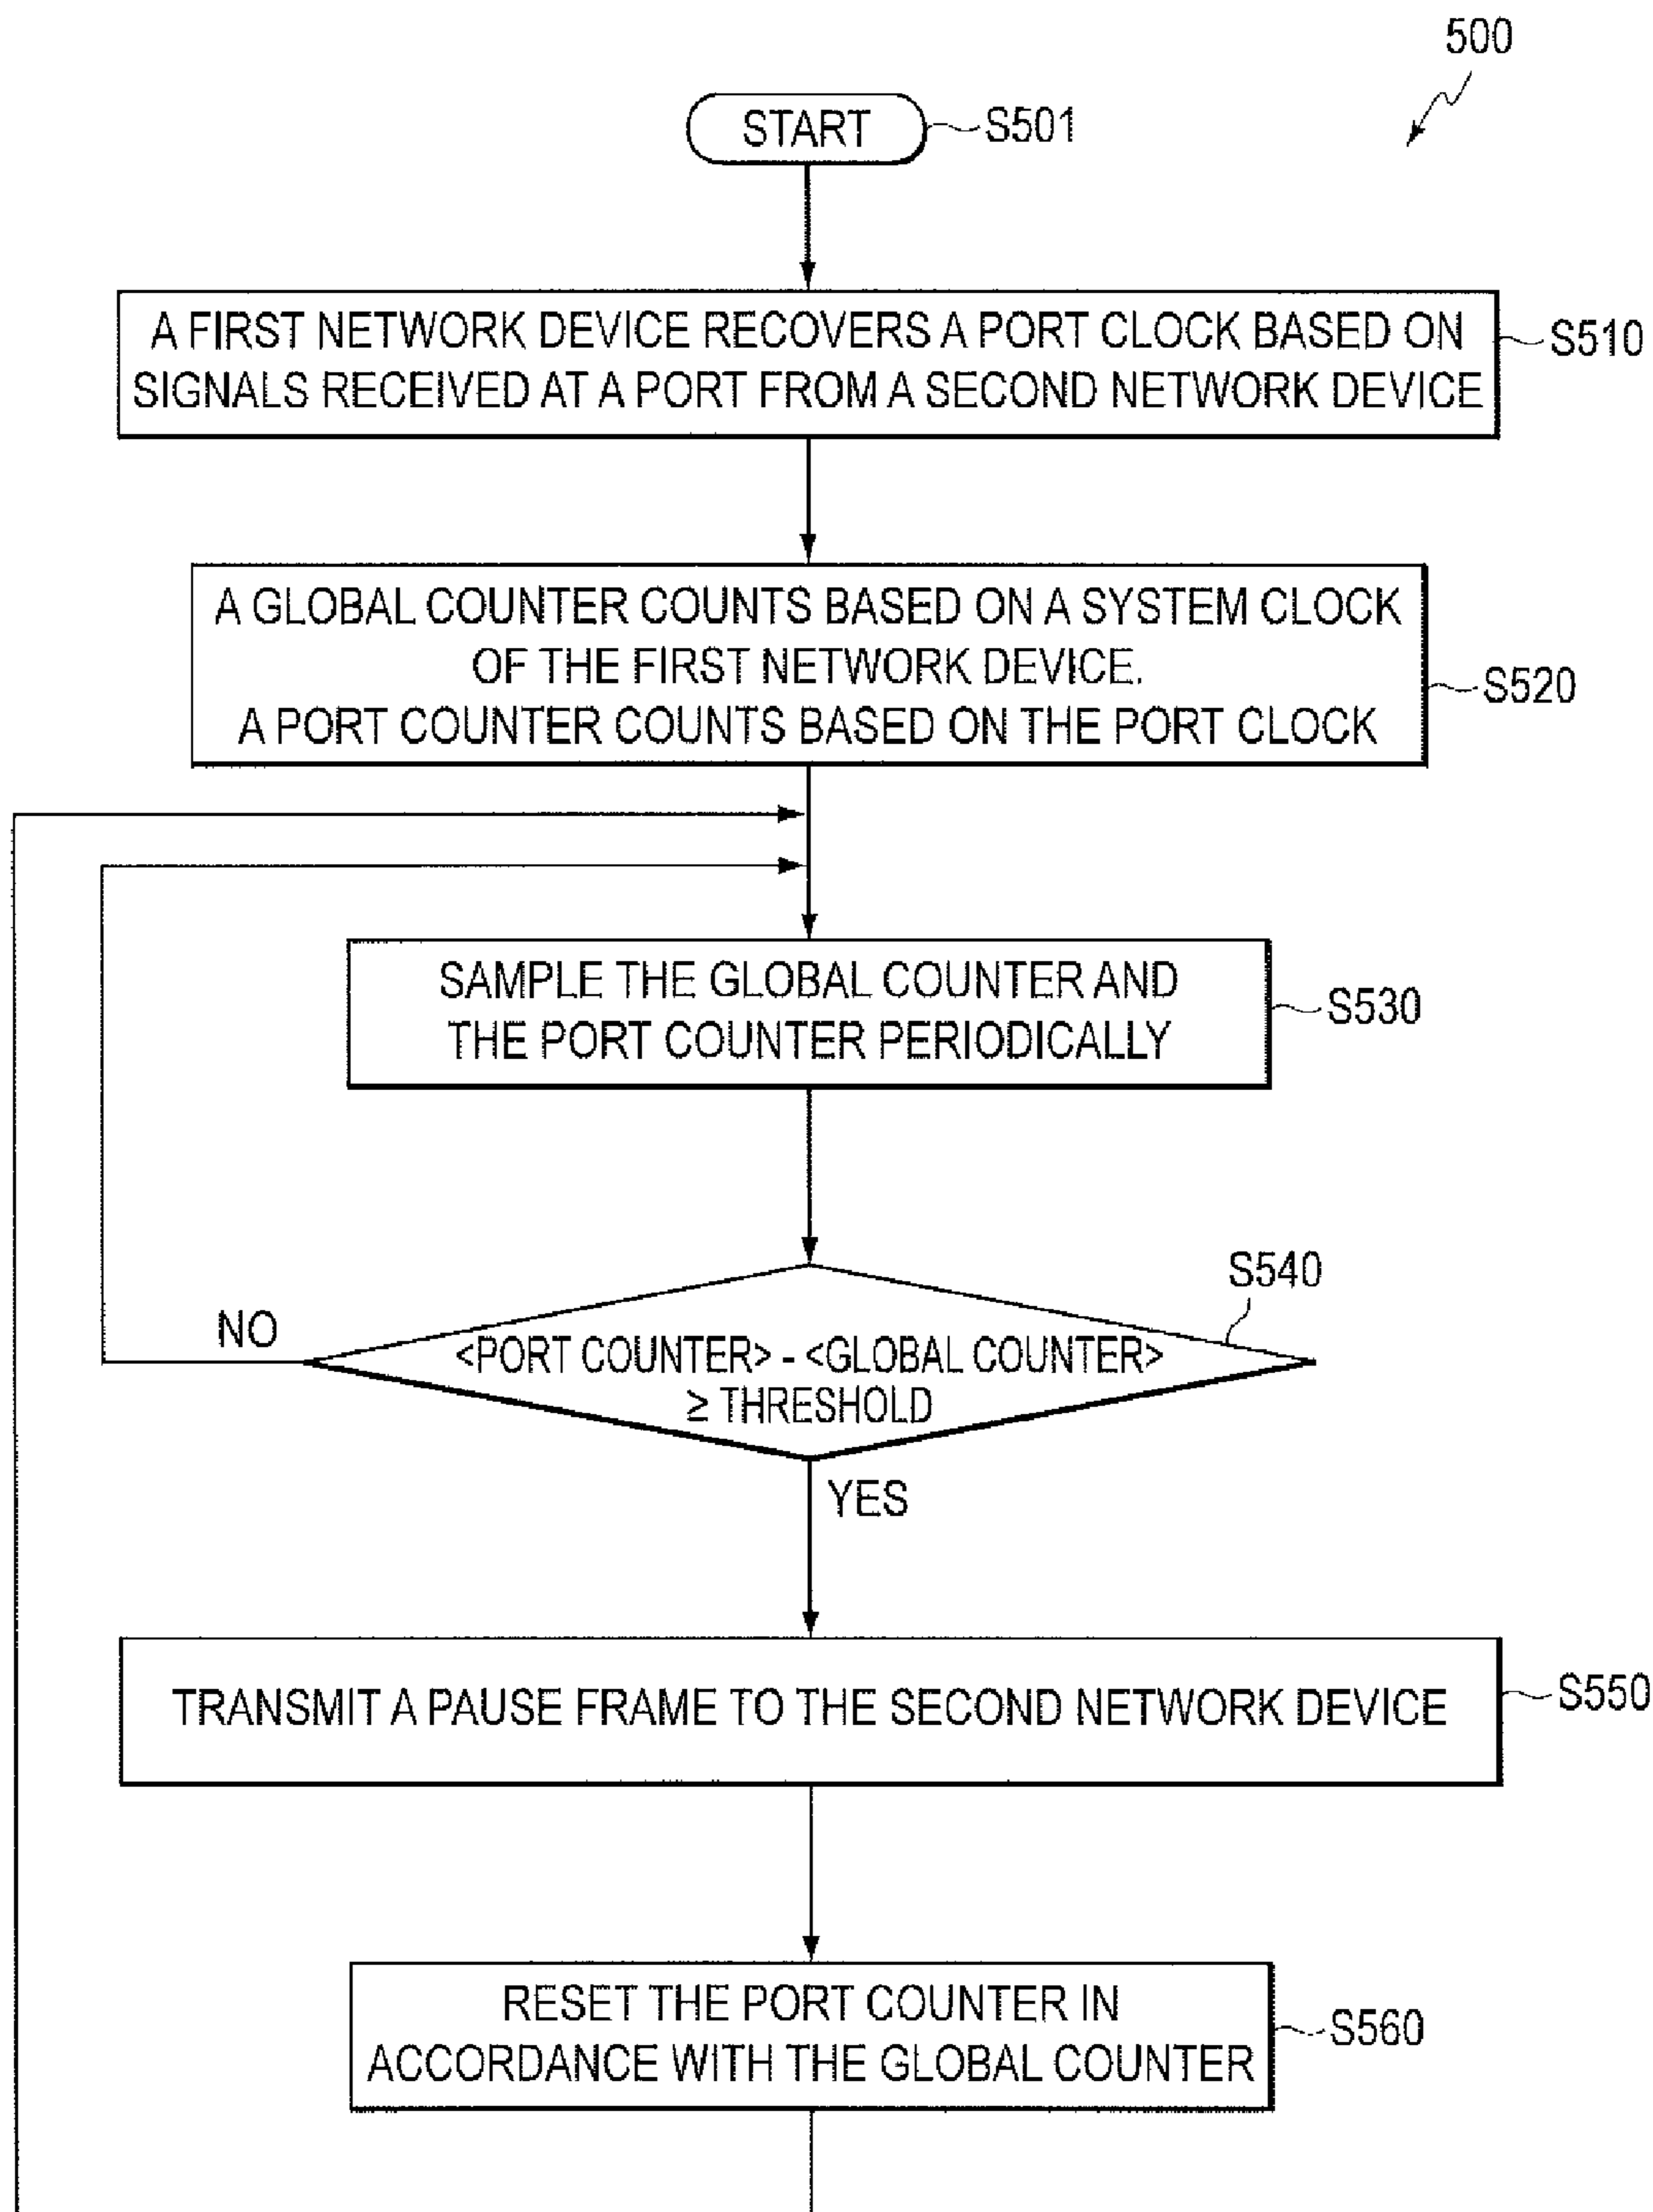 500
START
S501
A FIRST NETWORK DEVICE RECOVERS A PORT CLOCK BASED ON
SIGNALS RECEIVED AT A PORT FROM A SECOND NETWORK DEVICE
S510
A GLOBAL COUNTER COUNTS BASED ON A SYSTEM CLOCK
OF THE FIRST NETWORK DEVICE.
A PORT COUNTER COUNTS BASED ON THE PORT CLOCK
S520
SAMPLE THE GLOBAL COUNTER AND
THE PORT COUNTER PERIODICALLY
S530
S540
NO
<PORT COUNTER> - <GLOBAL COUNTER>
≥ THRESHOLD
YES
TRANSMIT A PAUSE FRAME TO THE SECOND NETWORK DEVICE
S550
RESET THE PORT COUNTER IN
ACCORDANCE WITH THE GLOBAL COUNTER
S560